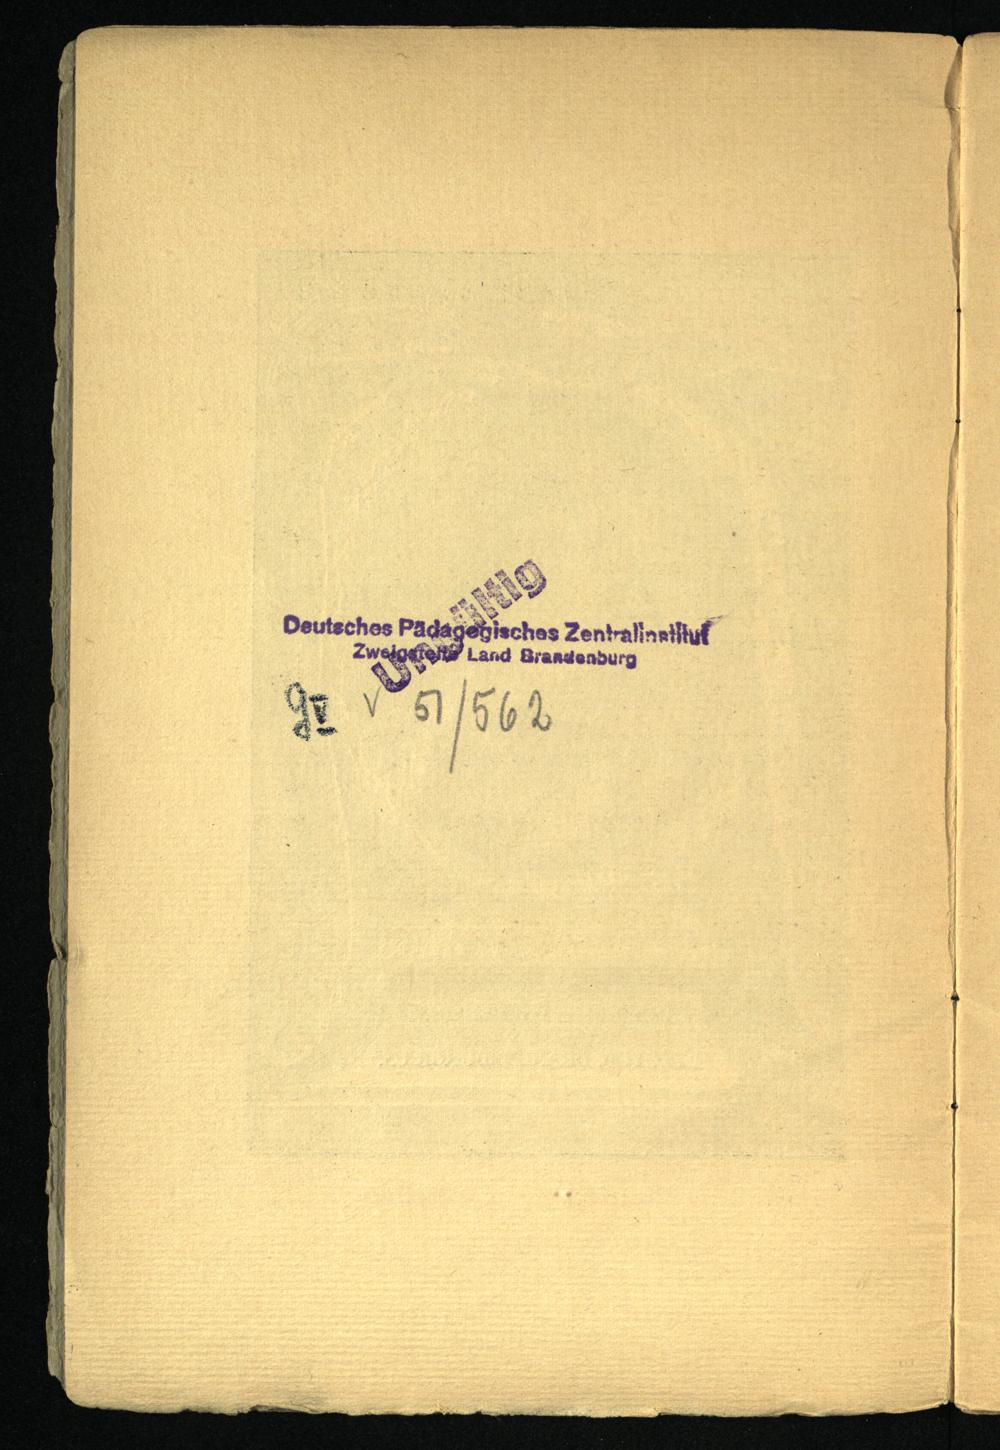 Ungültig
Deutsches Pädagogisches Zentralinstitut
Zweigstelle Land Brandenburg
V 51/562